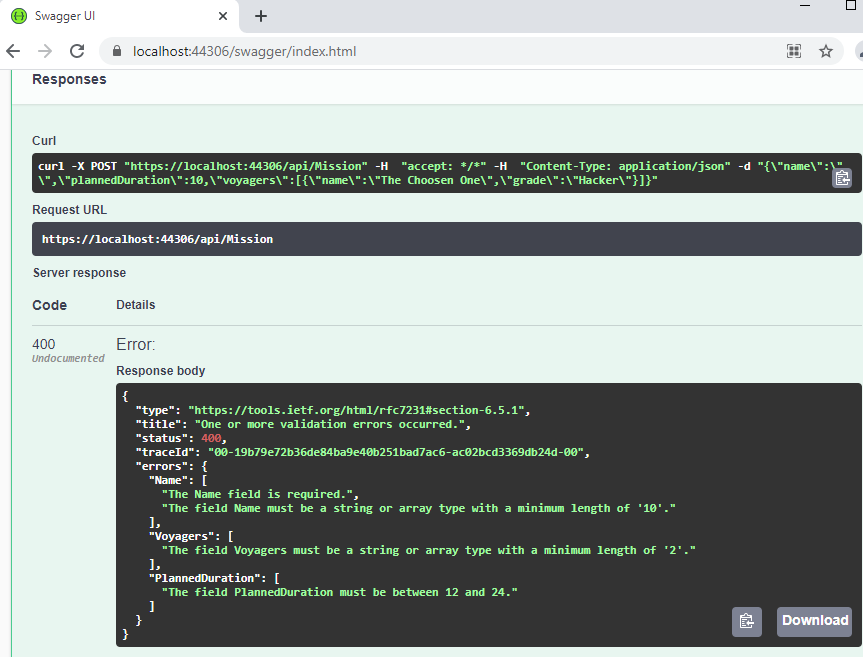 Swagger UI
localhost:44306/swagger/index.html
Responses
Curl
curl -X POST "https://localhost:44306/api/Mission" -H  "accept: */*" -H  "Content-Type: application/json" -d "{\"name\":\"
\",\"plannedDuration\":10,\"voyagers\":[{\"name\":\"The Choosen One\",\"grade\":\"Hacker\"}]}"
Request URL
https://localhost:44306/api/Mission
Server response
Code Details
400 Error:
Undocumented
Response body
{
  "type": "https://tools.ietf.org/html/rfc7231#section-6.5.1",
  "title": "One or more validation errors occurred.",
  "status": 400,
  "traceId": "00-19b79e72b36de84ba9e40b251bad7ac6-ac02bcd3369db24d-00",
  "errors": {
    "Name": [
      "The Name field is required.",
      "The field Name must be a string or array type with a minimum length of '10'."
    ],
    "Voyagers": [
      "The field Voyagers must be a string or array type with a minimum length of '2'."
    ],
    "PlannedDuration": [
      "The field PlannedDuration must be between 12 and 24."
    ]
  }
}
Download